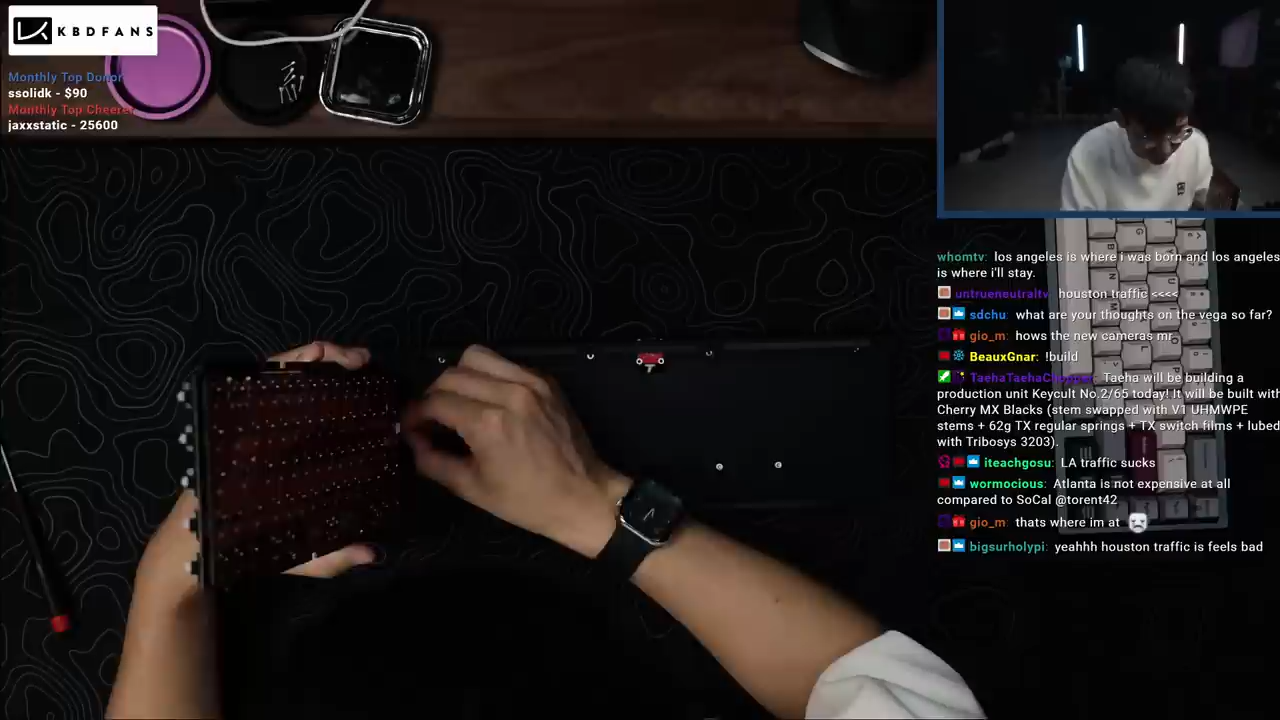 KBDFANS
Monthly Top Donor
ssolidk - $90
Monthly Top Cheerer
jaxxstatic - 25600
whomtv: los angeles is where i was born and los angeles
is where i'll stay.
untrueneutraltv houston traffic <<<<
sdchu: what are your thoughts on the vega so far?
gio_m: hows the new cameras mr
BeauxGnar: !build
TaehaTaehaChopper: Taeha will be building a
production unit Keycult No.2/65 today! It will be built with
Cherry MX Blacks (stem swapped with V1 UHMWPE
stems + 62g TX regular springs + TX switch films + lubed
with Tribosys 3203).
iteachgosu: LA traffic sucks
wormocious: Atlanta is not expensive at all
compared to SoCal @torent42
gio_m: thats where im at
bigsurholypi: yeahhh houston traffic is feels bad